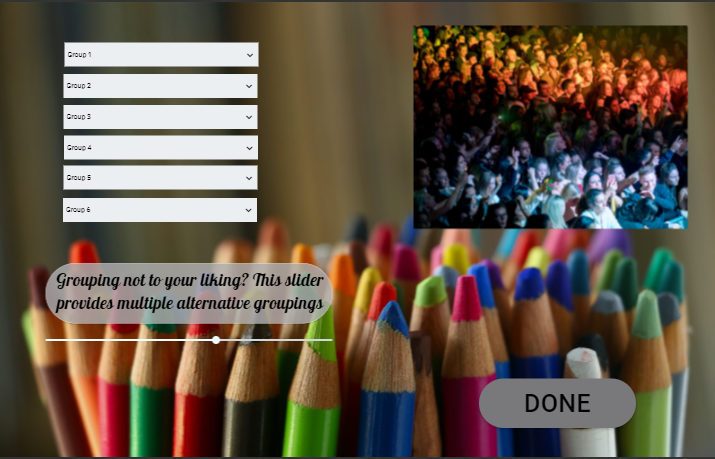 Group 1
Group 2
Group 3
Group 4
Group 5
Group 6
Grouping not to your liking? This slider
provides multiple alternative groupings
DONE